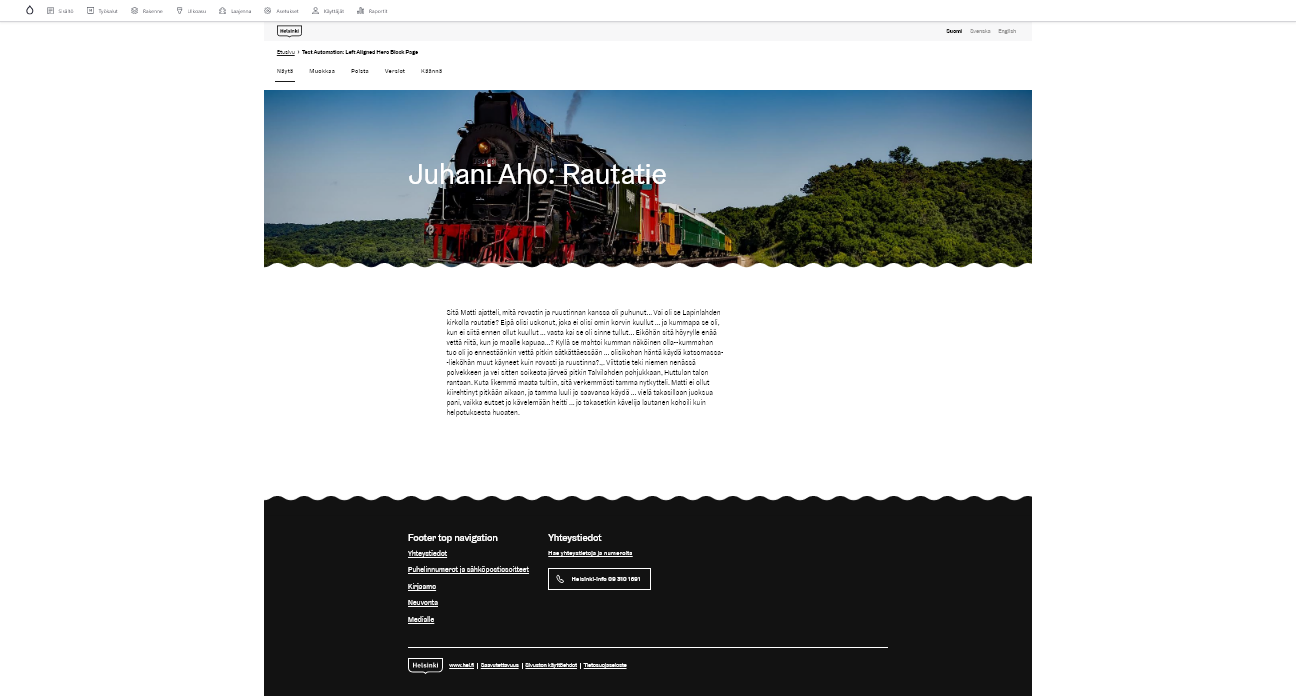 Sisältö Työkalut Rakenne Ulkoasu Laajenna Asetukset Käyttäjät Raportit
Helsinki
Suomi Svenska English
Etusivu › Test Automation: Left Aligned Hero Block Page
Näytä Muokkaa Poista Versiot Käännä
Juhani Aho: Rautatie
Sitä Matti ajatteli, mitä rovastin ja ruustinnan kanssa oli puhunut... Vai oli se Lapinlahden
kirkolla rautatie? Eipä olisi uskonut, joka ei olisi omin korvin kuullut ... ja kummapa se oli,
kun ei siitä ennen ollut kuullut ... vasta kai se oli sinne tullut... Eiköhän sitä höyrylle enää
vettä riitä, kun jo maalle kapuaa...? Kyllä se mahtoi kumman näköinen olla--kummahan
tuo oli jo ennestäänkin vettä pitkin sätkättäessään ... olisikohan häntä käydä katsomassa-
-lieköhän muut käyneet kuin rovasti ja ruustinna?... Viittatie teki niemen nenässä
polvekkeen ja vei sitten soikeata järveä pitkin Talvilahden pohjukkaan, Huttulan talon
rantaan. Kuta likemmä maata tultiin, sitä verkemmästi tamma nytkytteli. Matti ei ollut
kiirehtinyt pitkään aikaan, ja tamma luuli jo saavansa käydä ... vielä takasillaan juoksua
pani, vaikka eutset jo kävelemään heitti ... jo takasetkin kävelijä lautanen kohoili kuin
helpotuksesta huoaten.
Footer top navigation
Yhteystiedot
Puhelinnumerot ja sähköpostiosoitteet
Kirjaamo
Neuvonta
Medialle
Yhteystiedot
Hae yhteystietoja ja numeroita
Helsinki-info 09 310 1691
Helsinki
www.hel.fi | Saavutettavuus | Sivuston käyttöehdot | Tietosuojaseloste